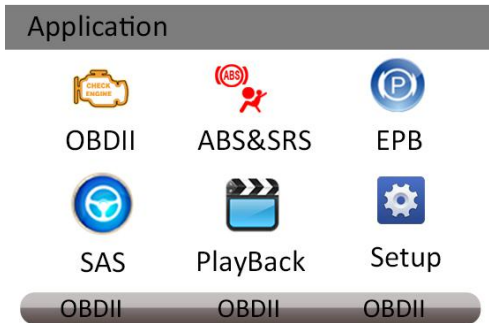 Application
CHECK
ENGINE
(ABS)
P
OBDII ABS&SRS EPB
SAS PlayBack Setup
OBDII OBDII OBDII